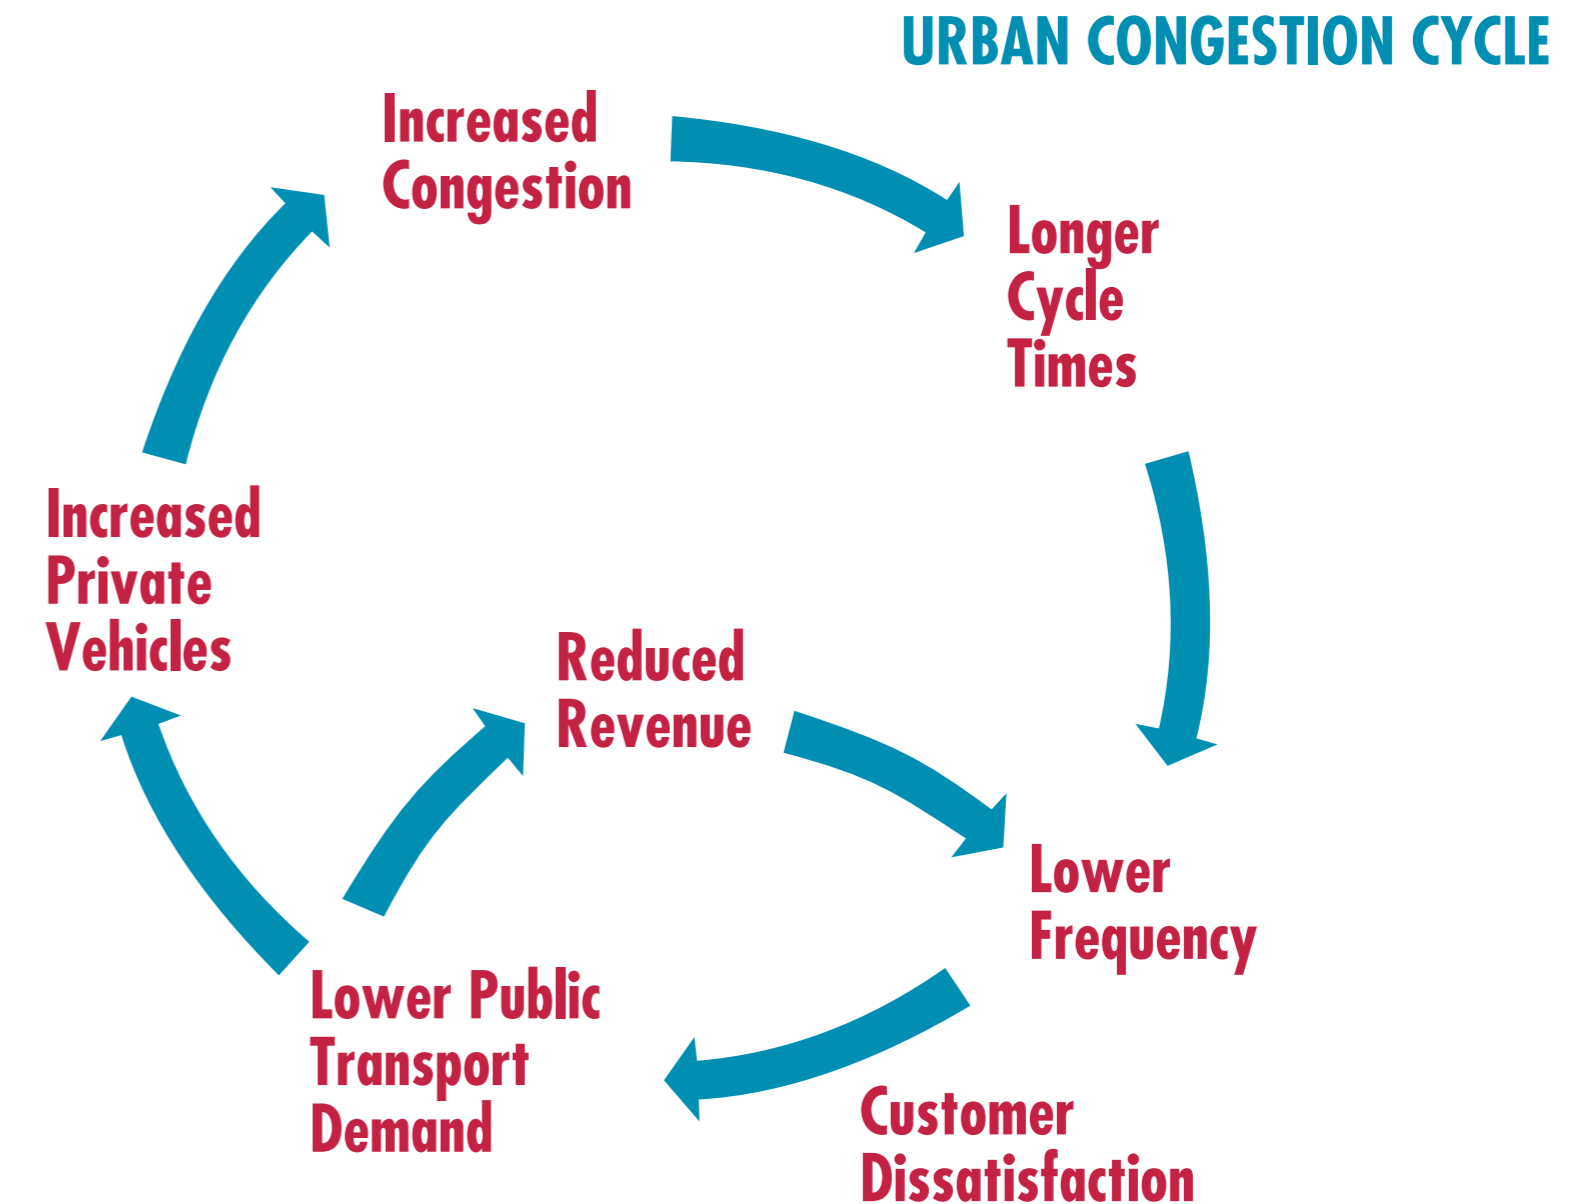 URBAN CONGESTION CYCLE
Increased
Congestion
Longer
Cycle
Times
Increased
Private
Vehicles
Reduced
Revenue
Lower
Frequency
Lower Public
Transport
Demand
Customer
Dissatisfaction